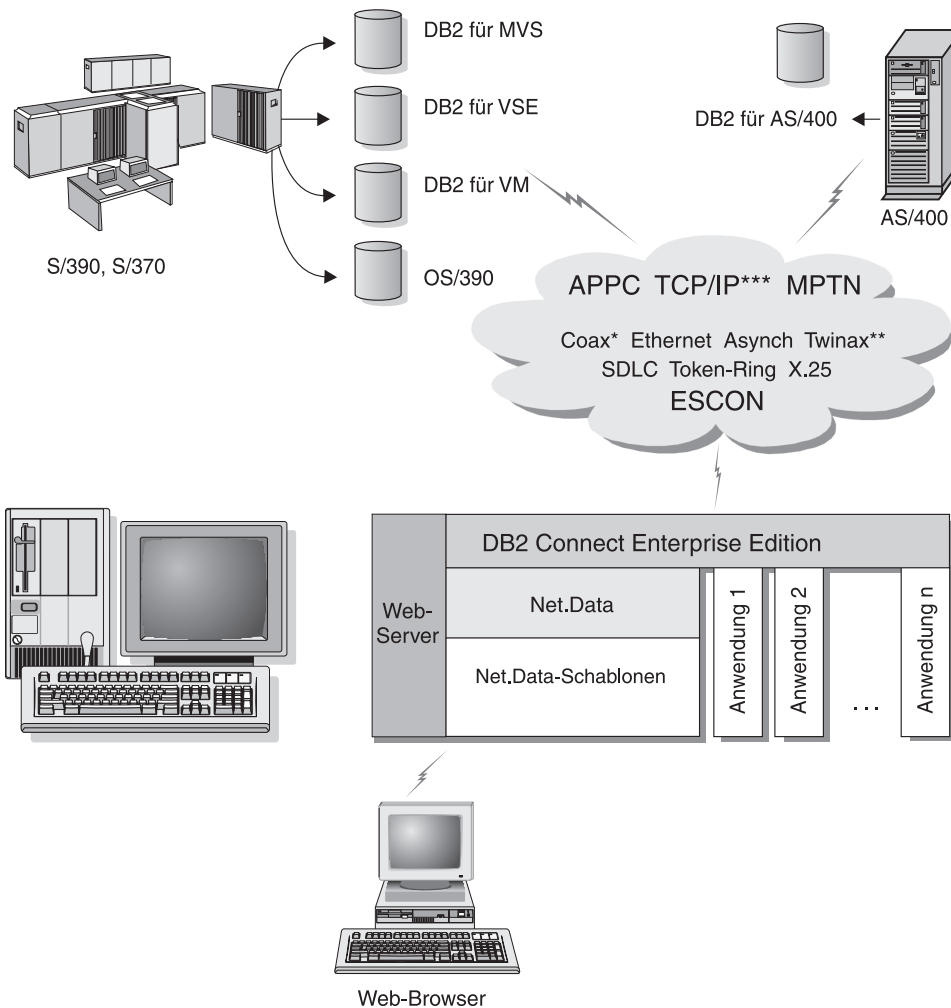 DB2 für MVS
DB2 für VSE
DB2 für VM
OS/390
S/390, S/370
DB2 für AS/400
AS/400
APPC TCP/IP*** MPTN
Coax* Ethernet Asynch Twinax**
SDLC Token-Ring X.25
ESCON
Web-
Server
DB2 Connect Enterprise Edition
Net.Data
Net.Data-Schablonen
Anwendung 1
Anwendung 2
...
Anwendung n
Web-Browser